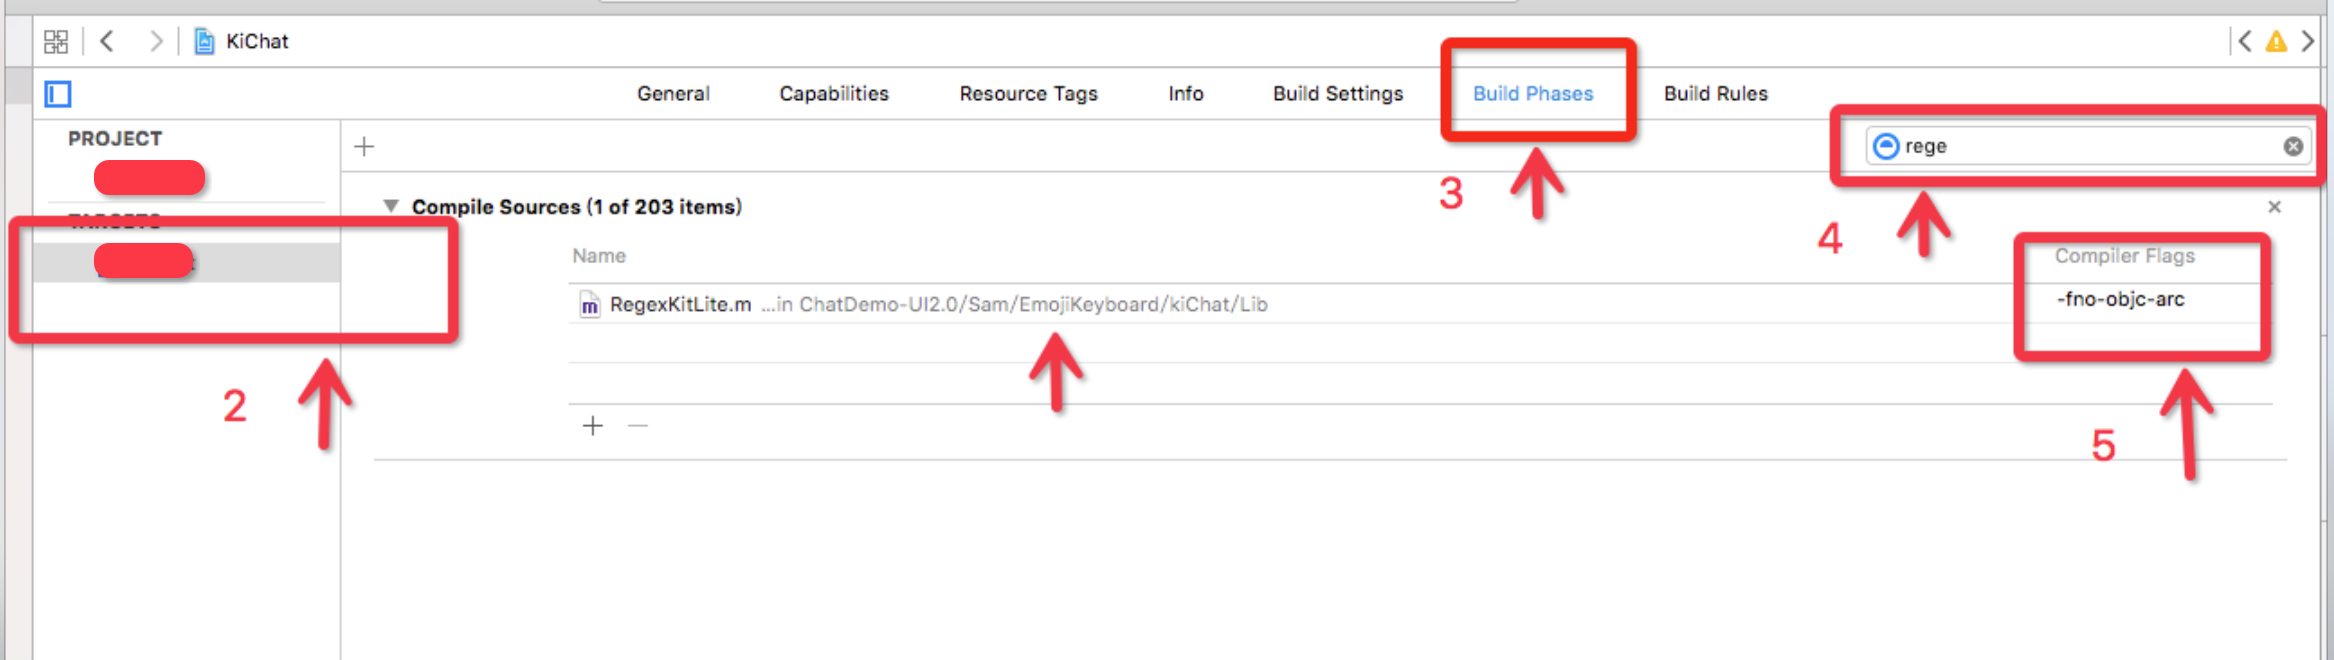 KiChat
General Capabilities Resource Tags Info Build Settings Build Phases Build Rules
PROJECT
rege
3
TARGETS
Compile Sources (1 of 203 items)
4
Name Compiler Flags
RegexKitLite.m ...in ChatDemo-UI2.0/Sam/EmojiKeyboard/kiChat/Lib -fno-objc-arc
2
5